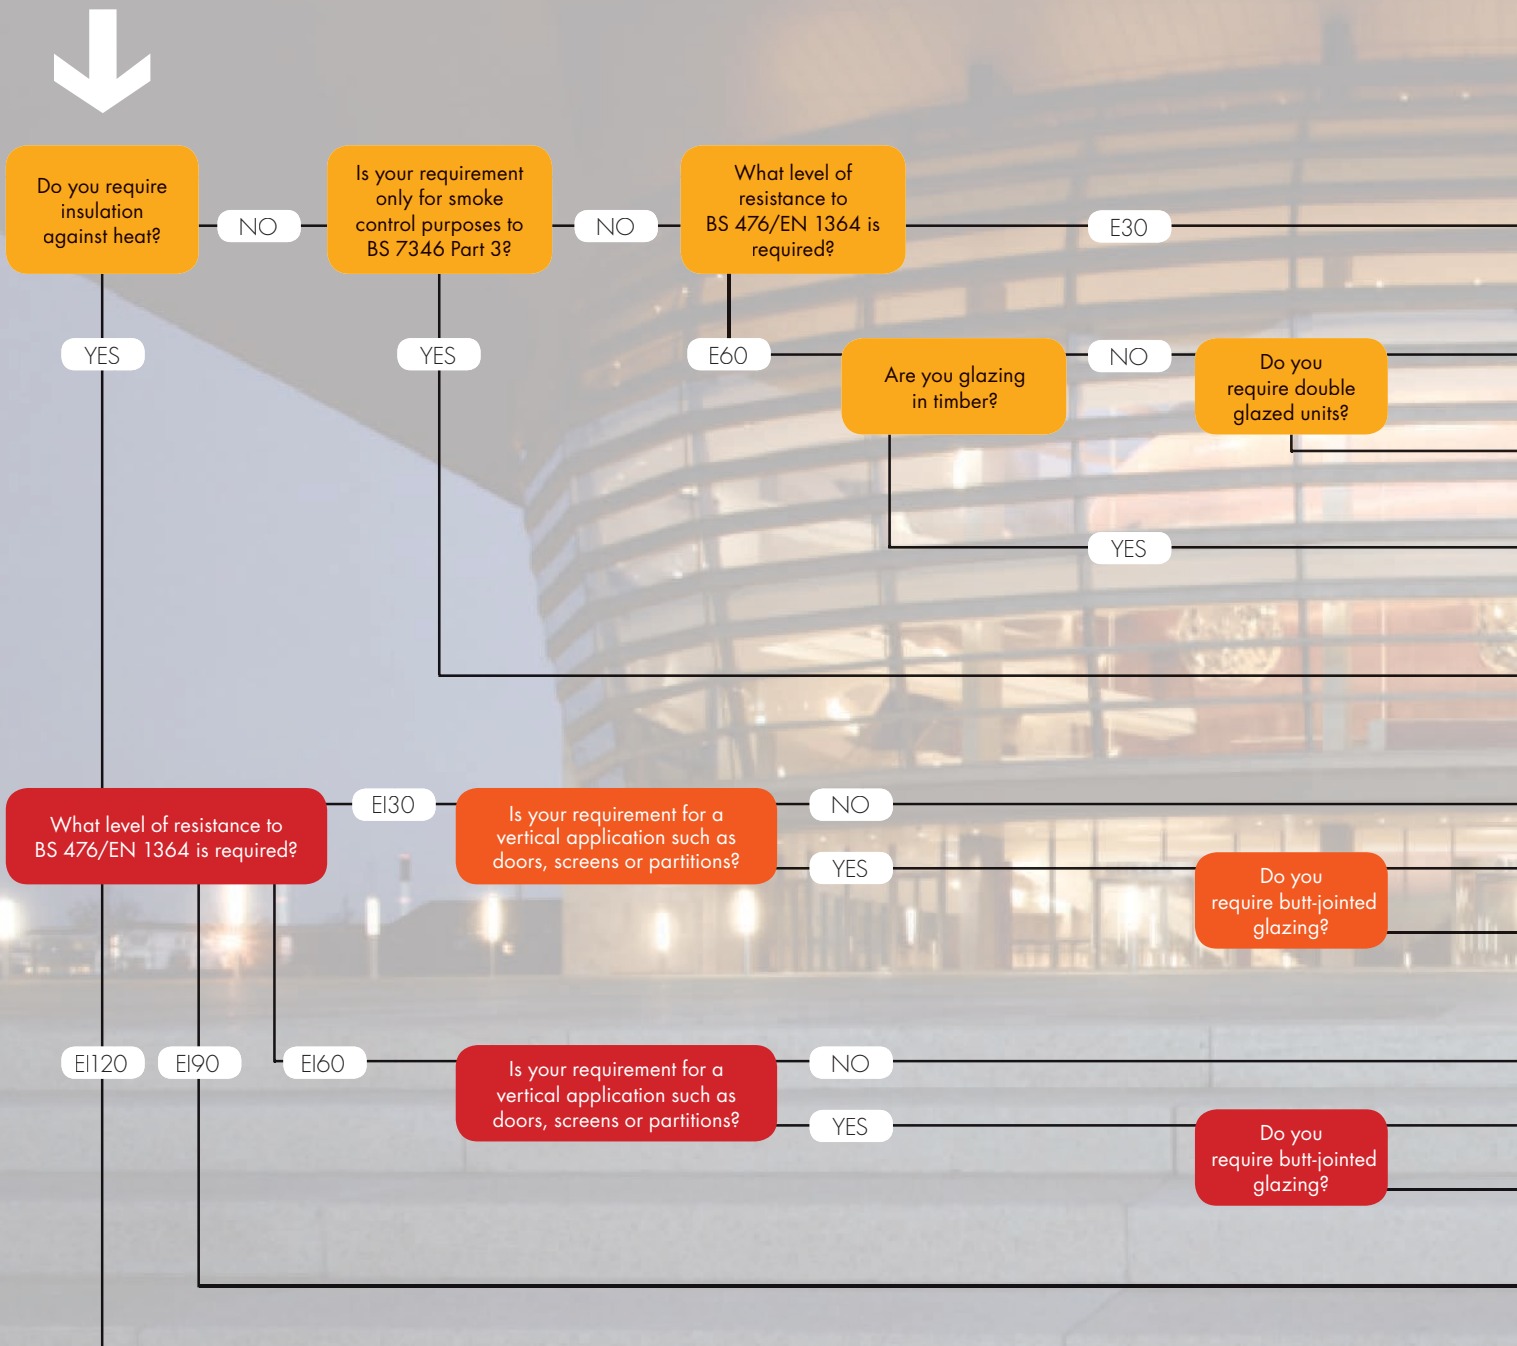 Do you require
insulation
against heat?
NO
Is your requirement
only for smoke
control purposes to
BS 7346 Part 3?
NO
What level of
resistance to
BS 476/EN 1364 is
required?
E30
YES
YES
E60
Are you glazing
in timber?
NO
Do you
require double
glazed units?
YES
What level of resistance to
BS 476/EN 1364 is required?
EI30
Is your requirement for a
vertical application such as
doors, screens or partitions?
NO
YES
Do you
require butt-jointed
glazing?
EI120
EI90
EI60
Is your requirement for a
vertical application such as
doors, screens or partitions?
NO
YES
Do you
require butt-jointed
glazing?